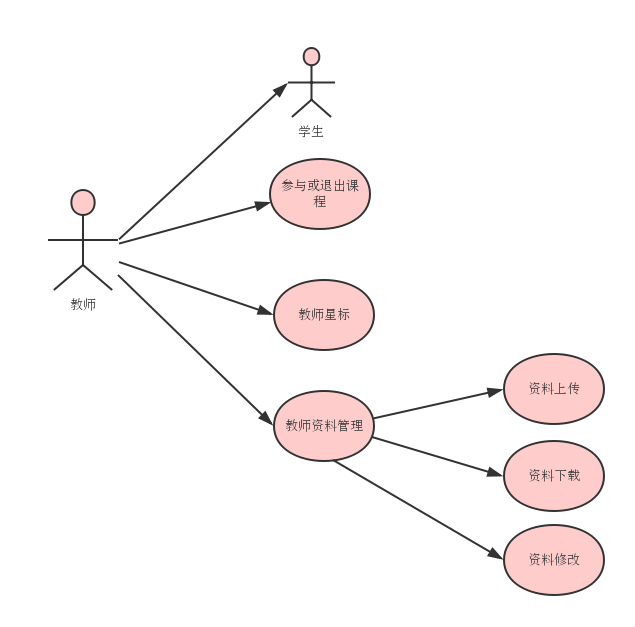 学生
参与或退出课
程
教师
教师星标
资料上传
教师资料管理
资料下载
资料修改